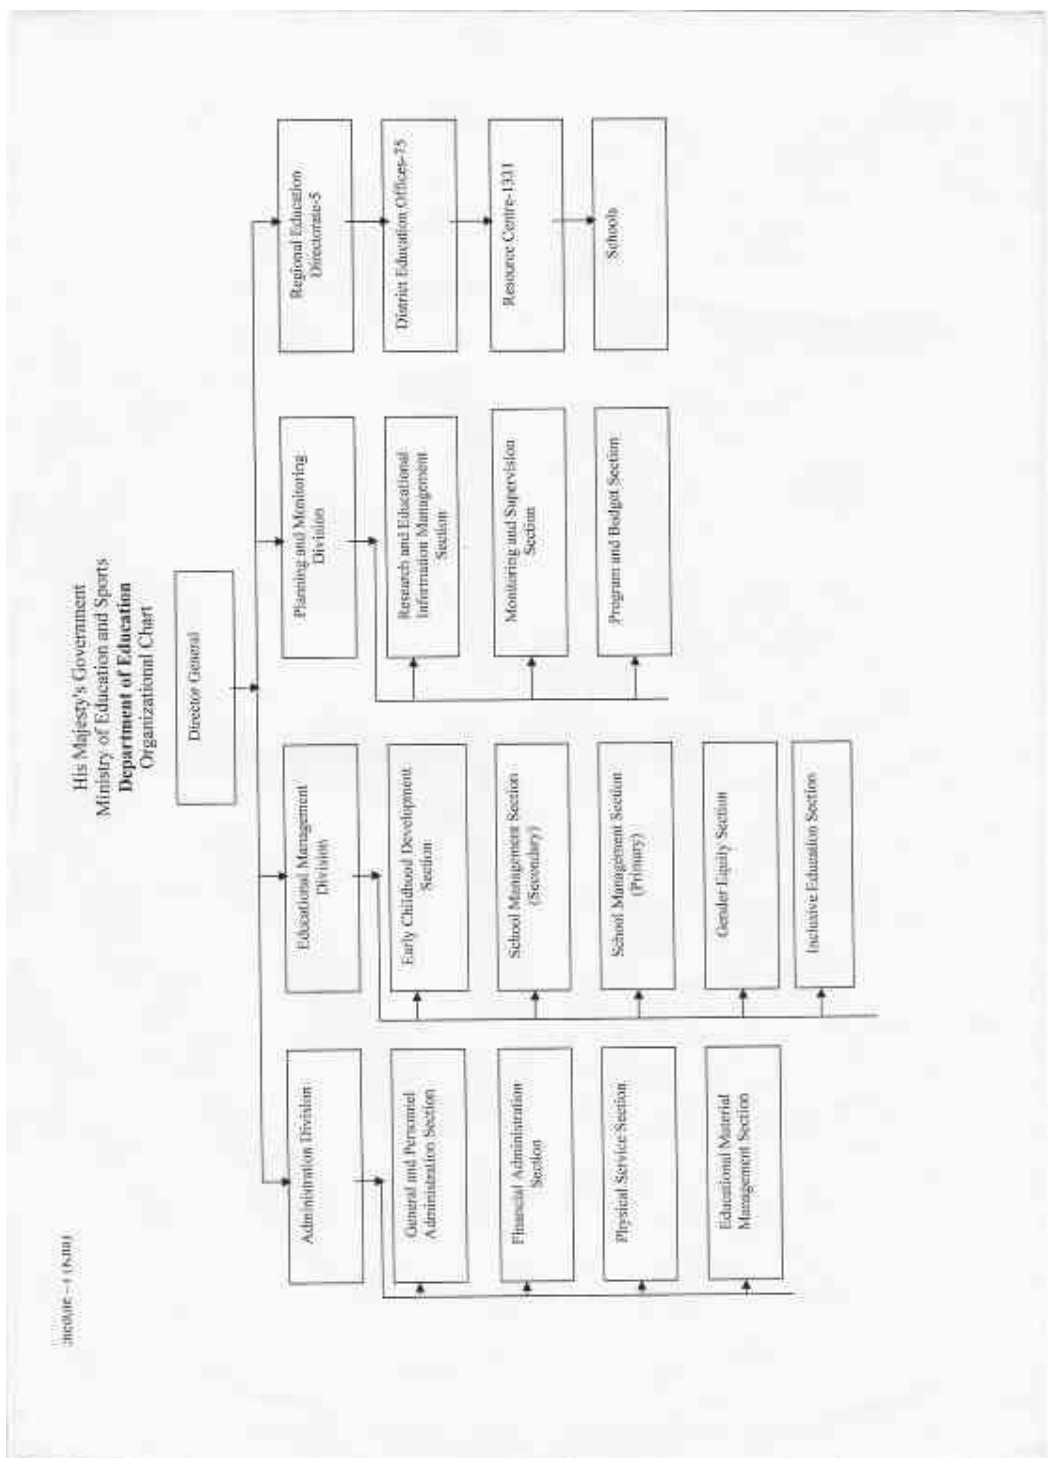 His Majesty's Government
Ministry of Education and Sports
Department of Education
Organizational Chart
Director General
Administration Division
General and Personnel
Administration Section
Financial Administration
Section
Physical Service Section
Educational Material
Management Section
Educational Management
Division
Early Childhood Development
Section
School Management Section
(Secondary)
School Management Section
(Primary)
Gender Equity Section
Inclusive Education Section
Planning and Monitoring
Division
Research and Educational
Information Management
Section
Monitoring and Supervision
Section
Program and Budget Section
Regional Education
Directorate-5
District Education Offices-75
Resource Centre-1331
Schools